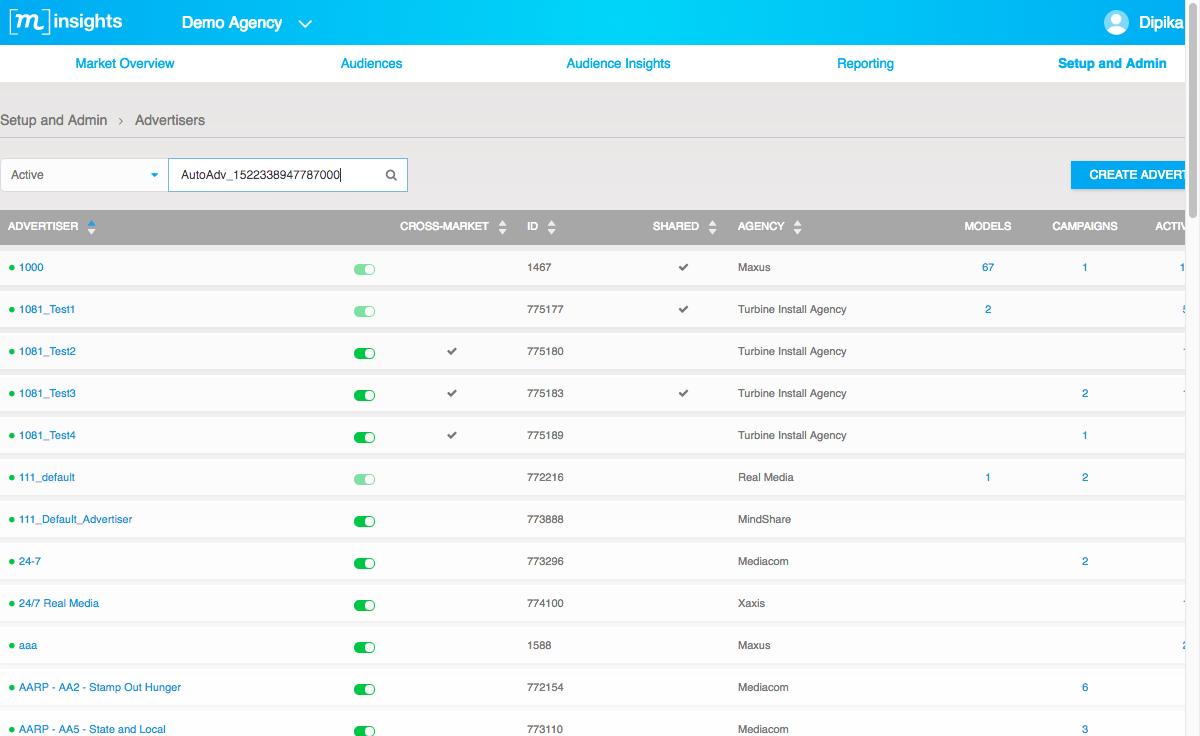 [m] insights Demo Agency Dipika
Market Overview Audiences Audience Insights Reporting Setup and Admin
Setup and Admin › Advertisers
Active AutoAdv_1522338947787000 CREATE ADVERT
ADVERTISER CROSS-MARKET ID SHARED AGENCY MODELS CAMPAIGNS ACTIV
1000 1467 Maxus 67 1 1
1081_Test1 775177 Turbine Install Agency 2
1081_Test2 775180 Turbine Install Agency
1081_Test3 775183 Turbine Install Agency 2
1081_Test4 775189 Turbine Install Agency 1
111_default 772216 Real Media 1 2
111_Default_Advertiser 773888 MindShare
24-7 773296 Mediacom 2
24/7 Real Media 774100 Xaxis
aaa 1588 Maxus
AARP - AA2 - Stamp Out Hunger 772154 Mediacom 6
AARP - AA5 - State and Local 773110 Mediacom 3